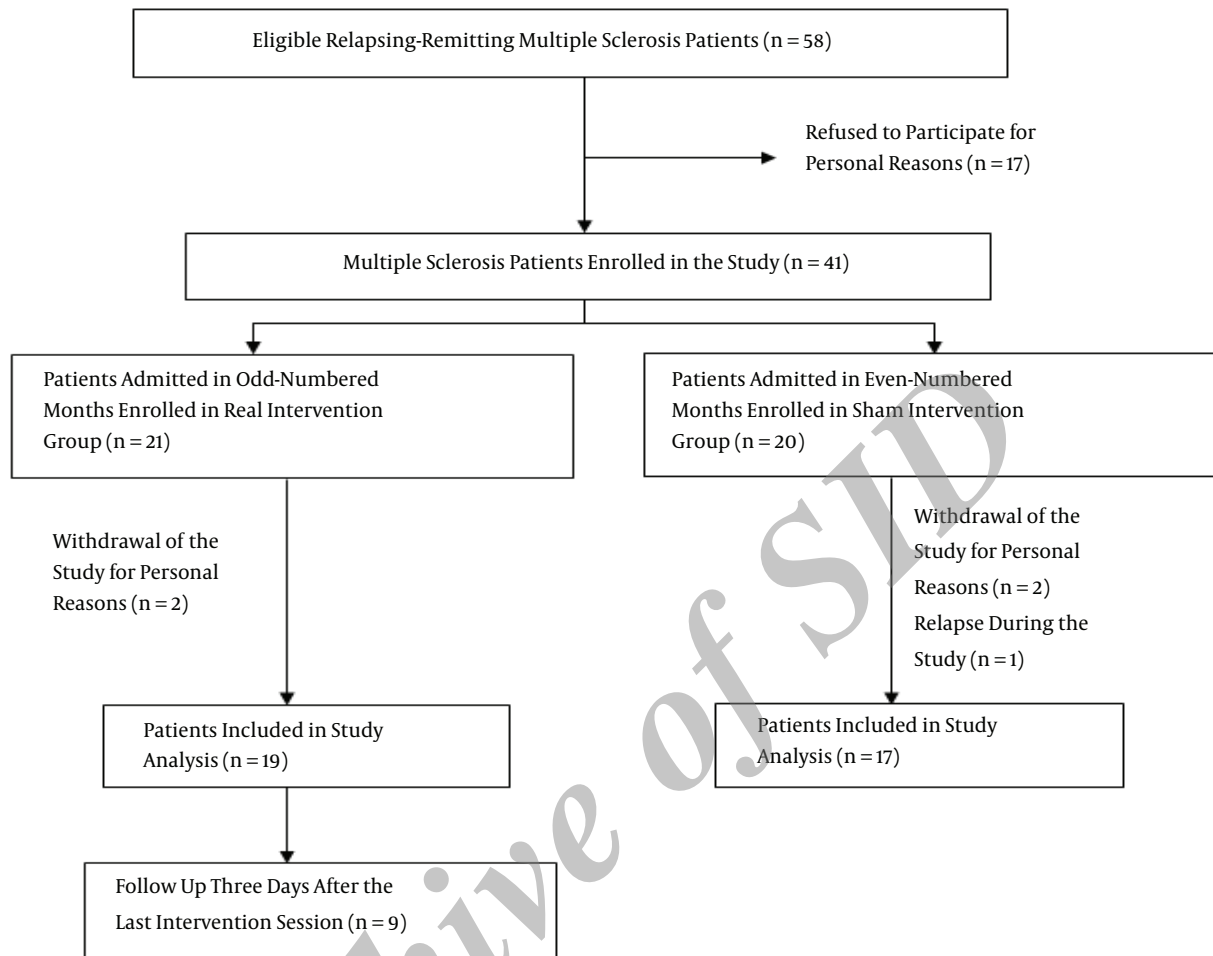 Eligible Relapsing-Remitting Multiple Sclerosis Patients (n = 58)
Refused to Participate for
Personal Reasons (n = 17)
Multiple Sclerosis Patients Enrolled in the Study (n = 41)
Patients Admitted in Odd-Numbered
Months Enrolled in Real Intervention
Group (n = 21)
Patients Admitted in Even-Numbered
Months Enrolled in Sham Intervention
Group (n = 20)
Withdrawal of the
Study for Personal
Reasons (n = 2)
Withdrawal of the
Study for Personal
Reasons (n = 2)
Relapse During the
Study (n = 1)
Patients Included in Study
Analysis (n = 19)
Patients Included in Study
Analysis (n = 17)
Follow Up Three Days After the
Last Intervention Session (n = 9)
hive of SID